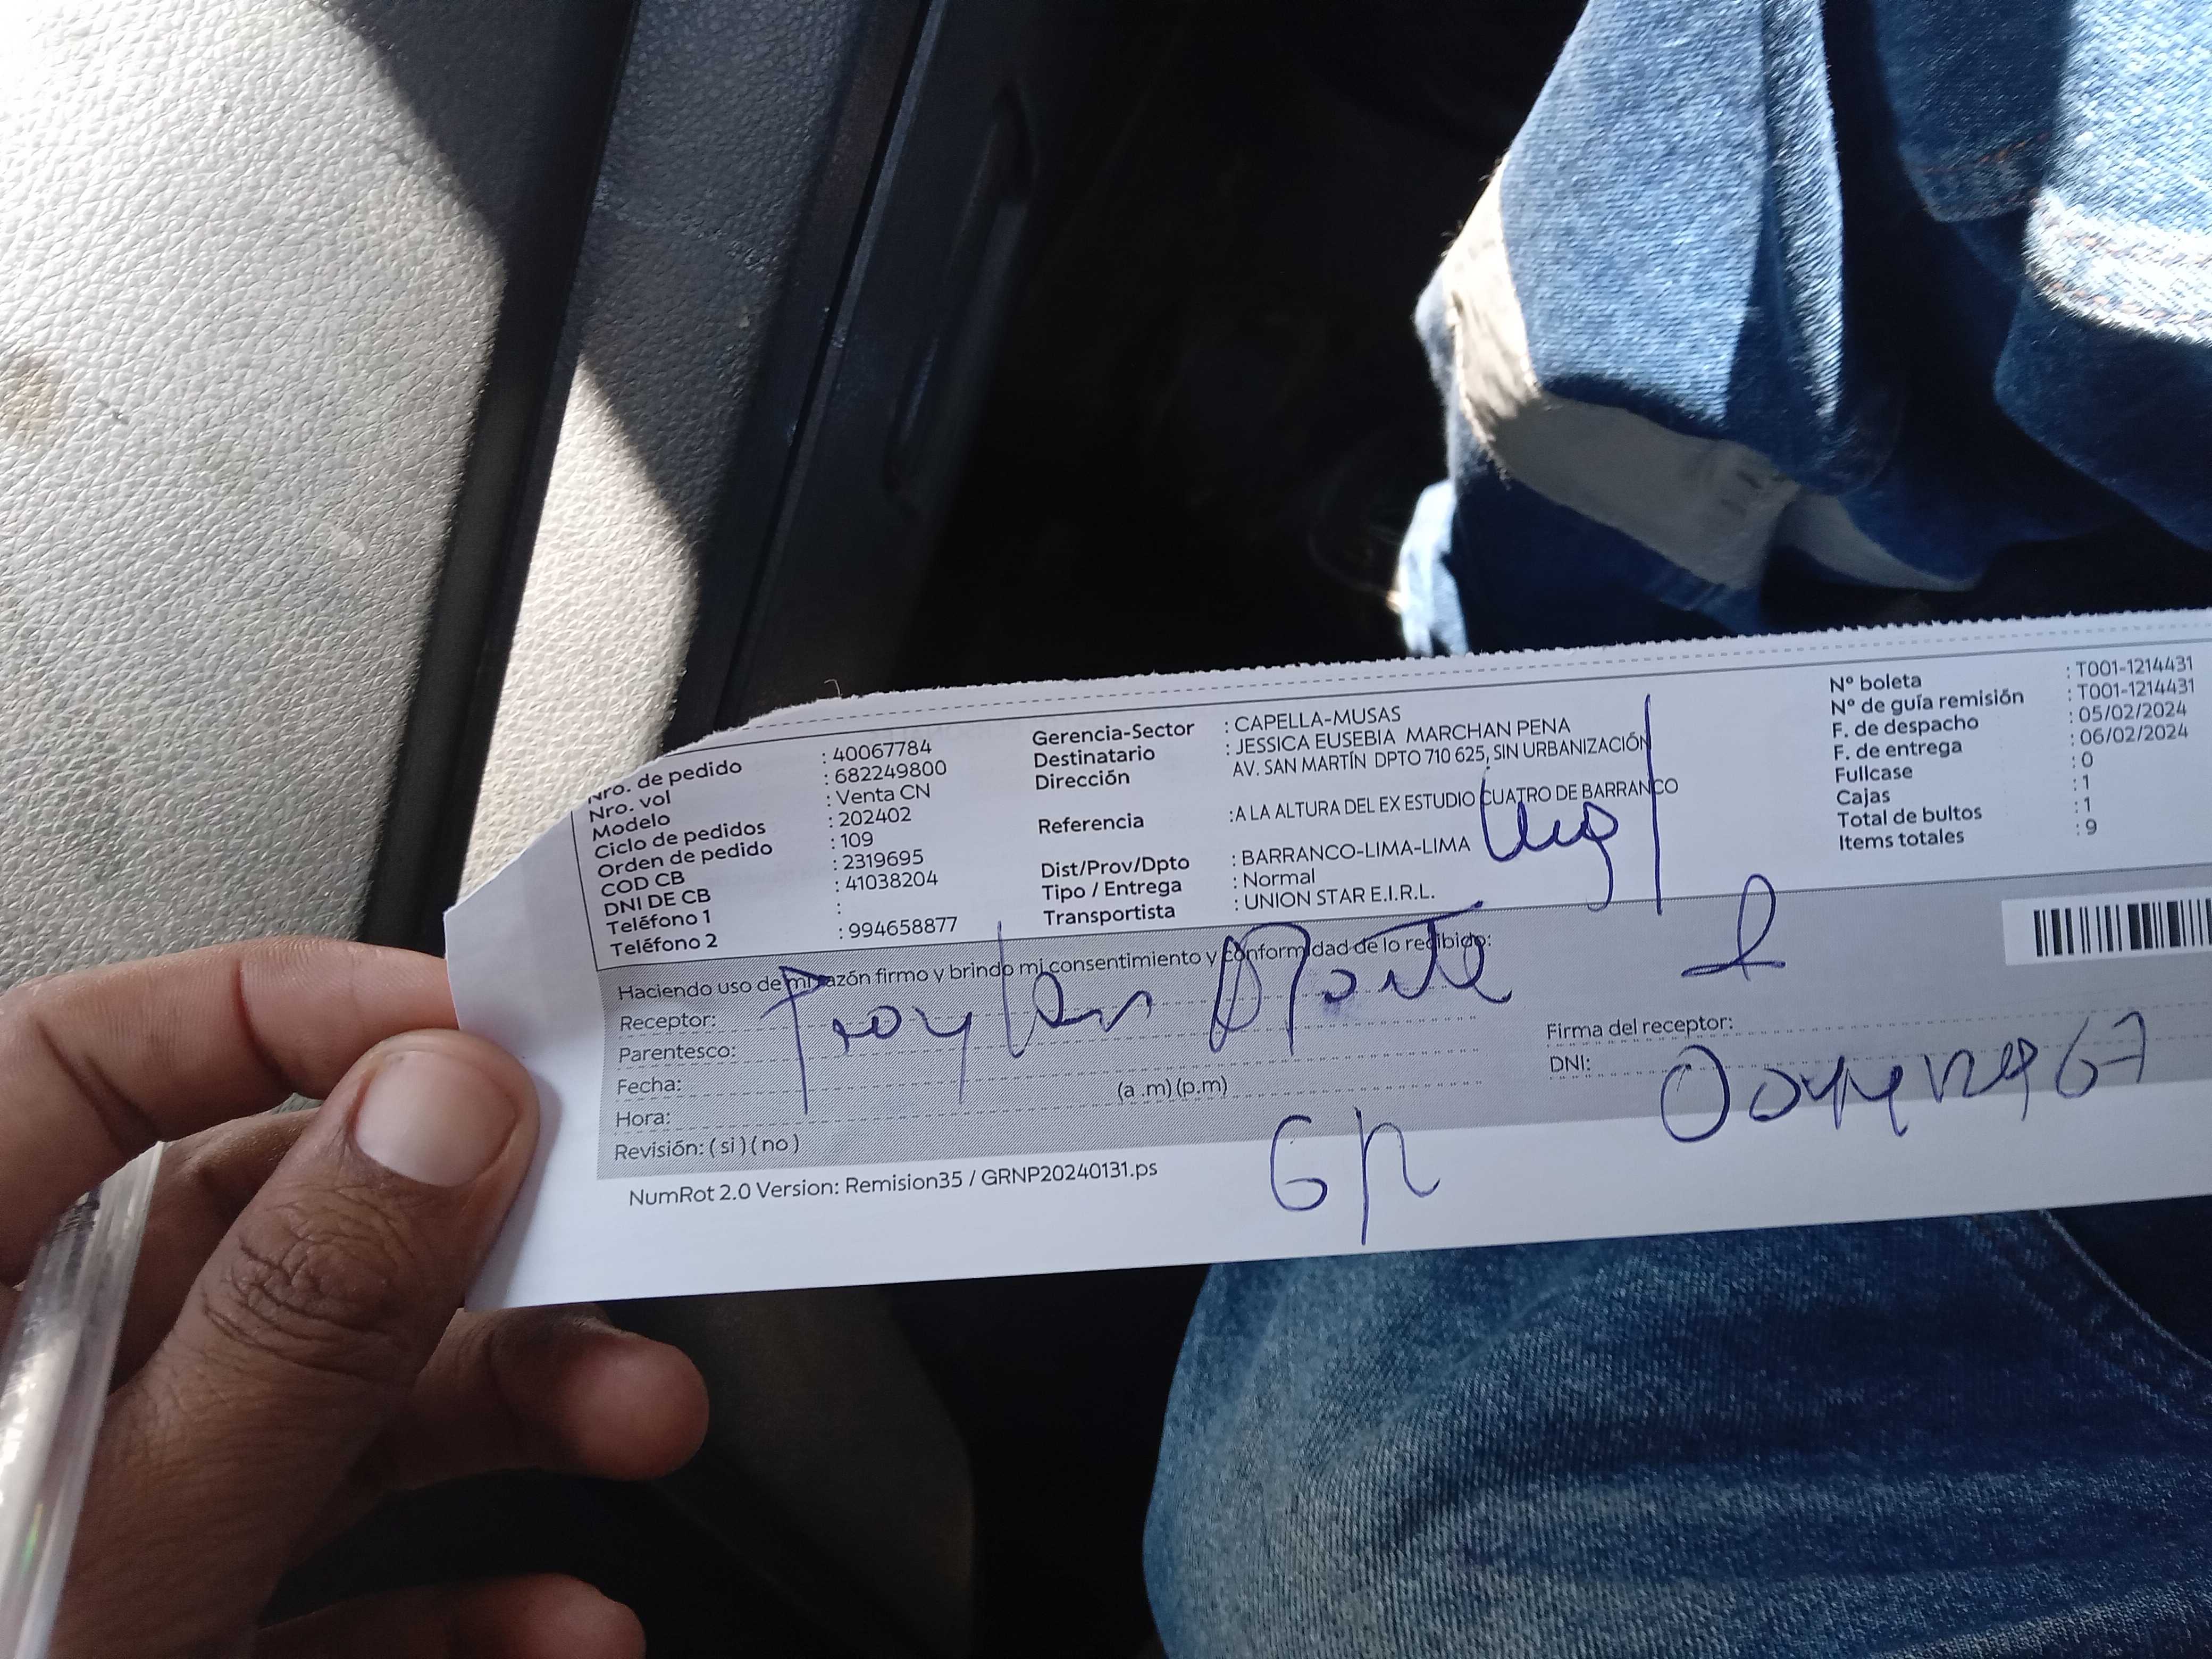 Nro. de pedido : 40067784
Nro. vol : 682249800
Modelo : Venta CN
Ciclo de pedidos : 202402
Orden de pedido : 109
COD CB : 2319695
DNI DE CB : 41038204
Teléfono 1 :
Teléfono 2 : 994658877
Gerencia-Sector : CAPELLA-MUSAS
Destinatario : JESSICA EUSEBIA MARCHAN PENA
Dirección AV. SAN MARTÍN DPTO 710 625, SIN URBANIZACIÓN
Referencia :A LA ALTURA DEL EX ESTUDIO CUATRO DE BARRANCO
Dist/Prov/Dpto : BARRANCO-LIMA-LIMA
Tipo / Entrega : Normal
Transportista : UNION STAR E.I.R.L.
Nº boleta : T001-1214431
Nº de guía remisión : T001-1214431
F. de despacho : 05/02/2024
F. de entrega : 06/02/2024
Fullcase : 0
Cajas : 1
Total de bultos : 1
Items totales : 9
Haciendo uso de mi razón firmo y brindo mi consentimiento y conformidad de lo recibido:
Receptor:
Parentesco:
Fecha:
Hora: (a .m) (p.m)
Revisión: ( si ) ( no )
Firma del receptor:
DNI:
NumRot 2.0 Version: Remision35 / GRNP20240131.ps